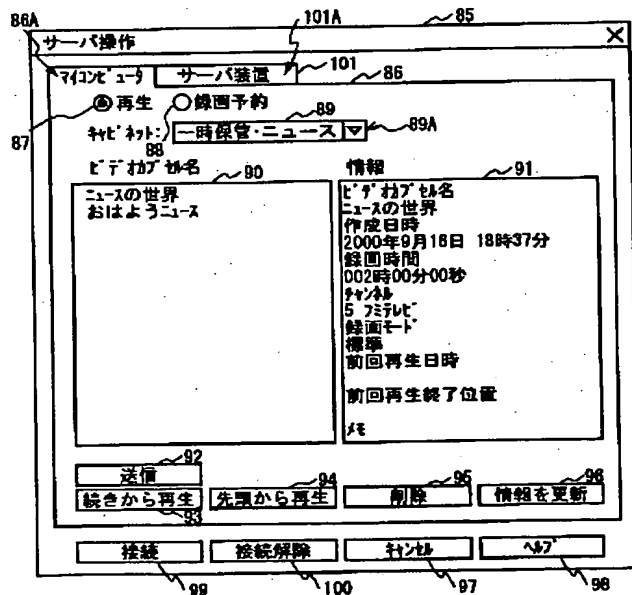 86A 101A 85
サーバ操作 ×
マイコンピュータ サーバ装置 101 86
再生 録画予約
87 88 キャビネット: 一時保管・ニュース 89 89A
ビデオカプセル名 90 情報 91
ニュースの世界
おはようニュース
ビデオカプセル名
ニュースの世界
作成日時
2000年9月16日 18時37分
録画時間
002時00分00秒
チャンネル
5 フミテレビ
録画モード
標準
前回再生日時
前回再生終了位置
メモ
送信 92
続きから再生 93 先頭から再生 94 削除 95 情報を更新 96
接続 接続解除 キャンセル ヘルプ
99 100 97 98